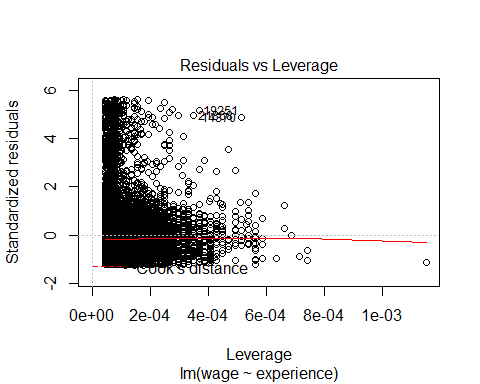 Residuals vs Leverage
Standardized residuals
6
4
2
0
-2
19251
Cook's distance
0e+00 2e-04 4e-04 6e-04 8e-04 1e-03
Leverage
lm(wage ~ experience)